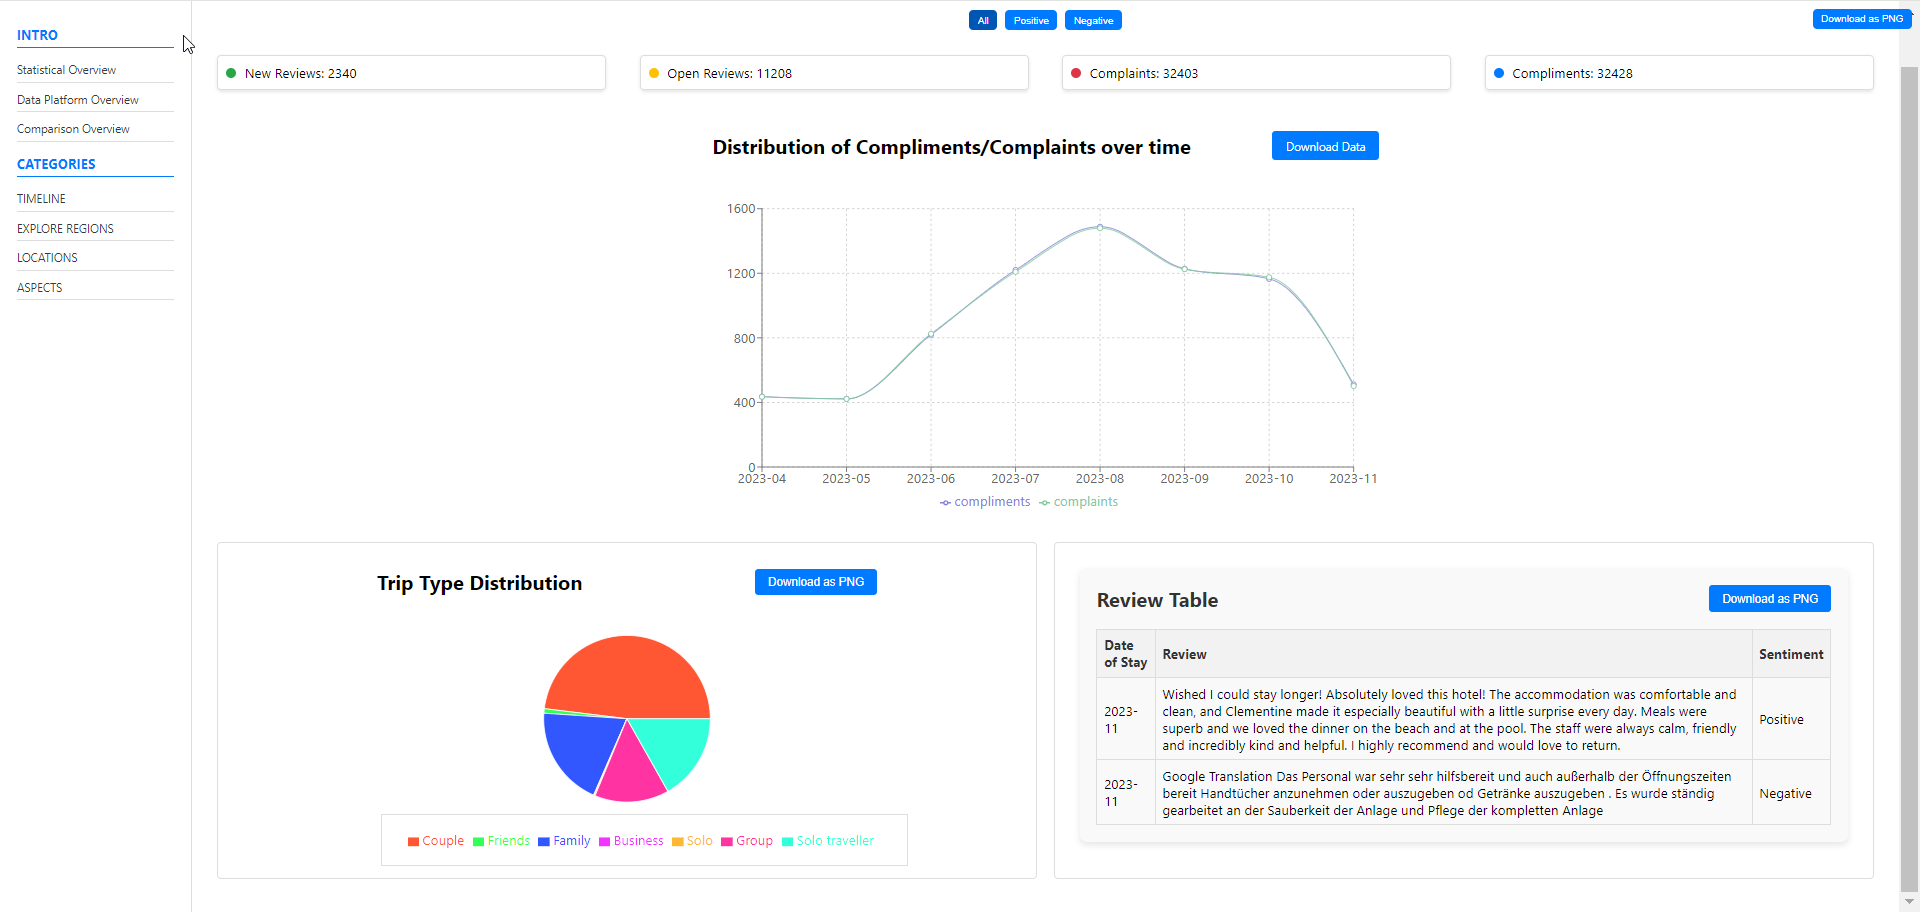 All
Positive
Negative
Download as PNG
INTRO
Statistical Overview
Data Platform Overview
Comparison Overview
CATEGORIES
TIMELINE
EXPLORE REGIONS
LOCATIONS
ASPECTS
New Reviews: 2340
Open Reviews: 11208
Complaints: 32403
Compliments: 32428
Distribution of Compliments/Complaints over time
Download Data
1600
1200
800
400
0
2023-04
2023-05
2023-06
2023-07
2023-08
2023-09
2023-10
2023-11
compliments
complaints
Trip Type Distribution
Download as PNG
Couple
Friends
Family
Business
Solo
Group
Solo traveller
Review Table
Download as PNG
Date
of Stay
Review
Sentiment
2023-
11
Wished I could stay longer! Absolutely loved this hotel! The accommodation was comfortable and
clean, and Clementine made it especially beautiful with a little surprise every day. Meals were
superb and we loved the dinner on the beach and at the pool. The staff were always calm, friendly
and incredibly kind and helpful. I highly recommend and would love to return.
Positive
2023-
11
Google Translation Das Personal war sehr sehr hilfsbereit und auch außerhalb der Öffnungszeiten
bereit Handtücher anzunehmen oder auszugeben od Getränke auszugeben . Es wurde ständig
gearbeitet an der Sauberkeit der Anlage und Pflege der kompletten Anlage
Negative